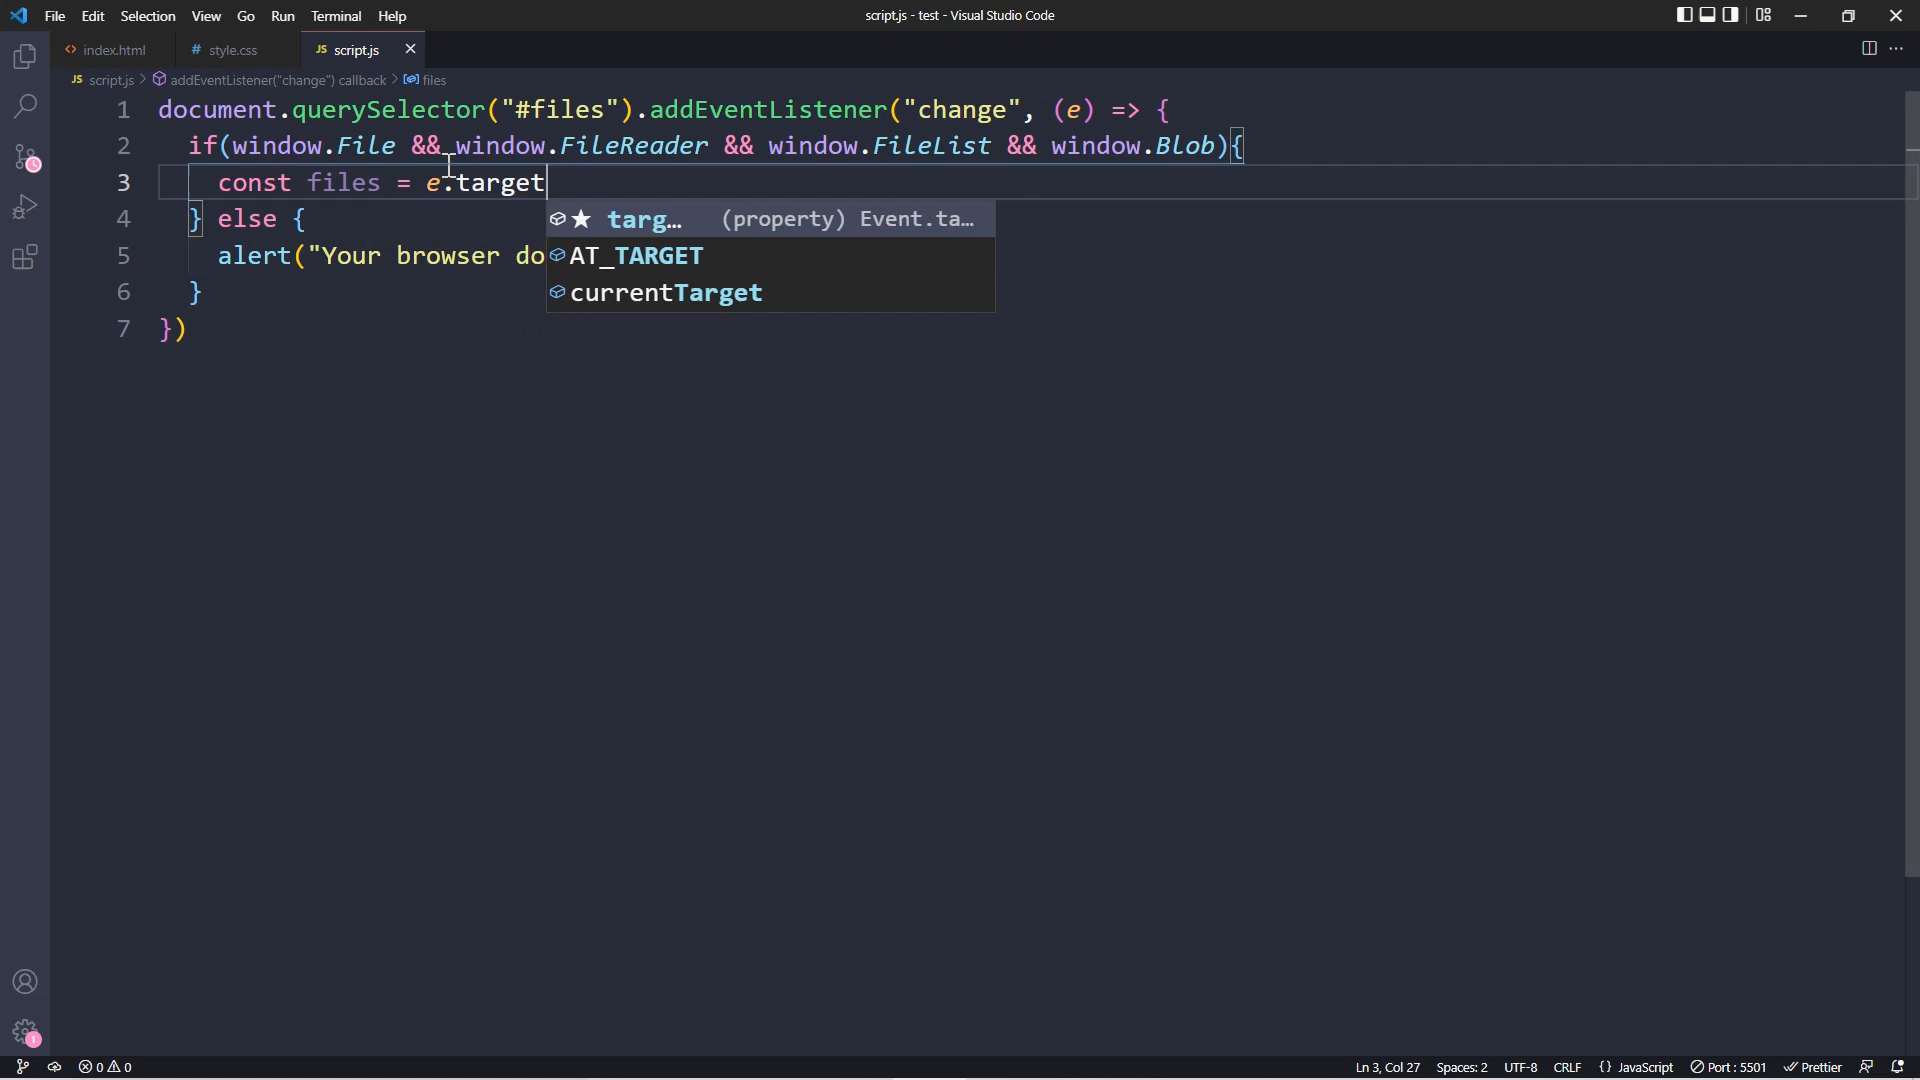 File Edit Selection View Go Run Terminal Help
script.js - test - Visual Studio Code
index.html
# style.css
JS script.js
JS script.js > addEventListener("change") callback > files
1 document.querySelector("#files").addEventListener("change", (e) => {
2 if(window.File && window.FileReader && window.FileList && window.Blob){
3 const files = e.target
4 } else {
targ... (property) Event.ta...
5 alert("Your browser do
AT_TARGET
6 }
currentTarget
7 })
1
0 0
Ln 3, Col 27
Spaces: 2
UTF-8
CRLF
{} JavaScript
Port : 5501
Prettier